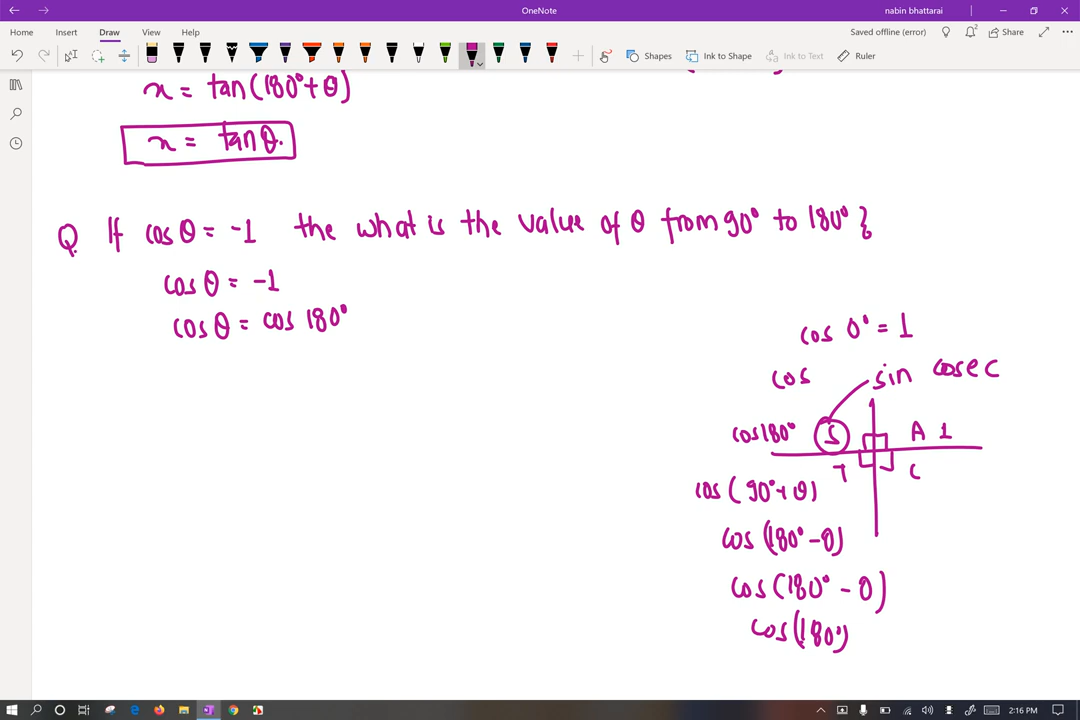 OneNote
nabin bhattarai
Home Insert Draw View Help
Saved offline (error)
Share
Shapes
Ink to Shape
Ink to Text
Ruler
x = tan(180°+θ)
x = tanθ.
Q If cosθ = -1 the what is the value of θ from 90° to 180° }
cosθ = -1
cosθ = cos 180°
cos 0° = 1
cos sin cosec
cos180° S A 1
T C
cos(90°+θ)
cos(180°-θ)
cos(180°-0)
cos(180°)
2:16 PM